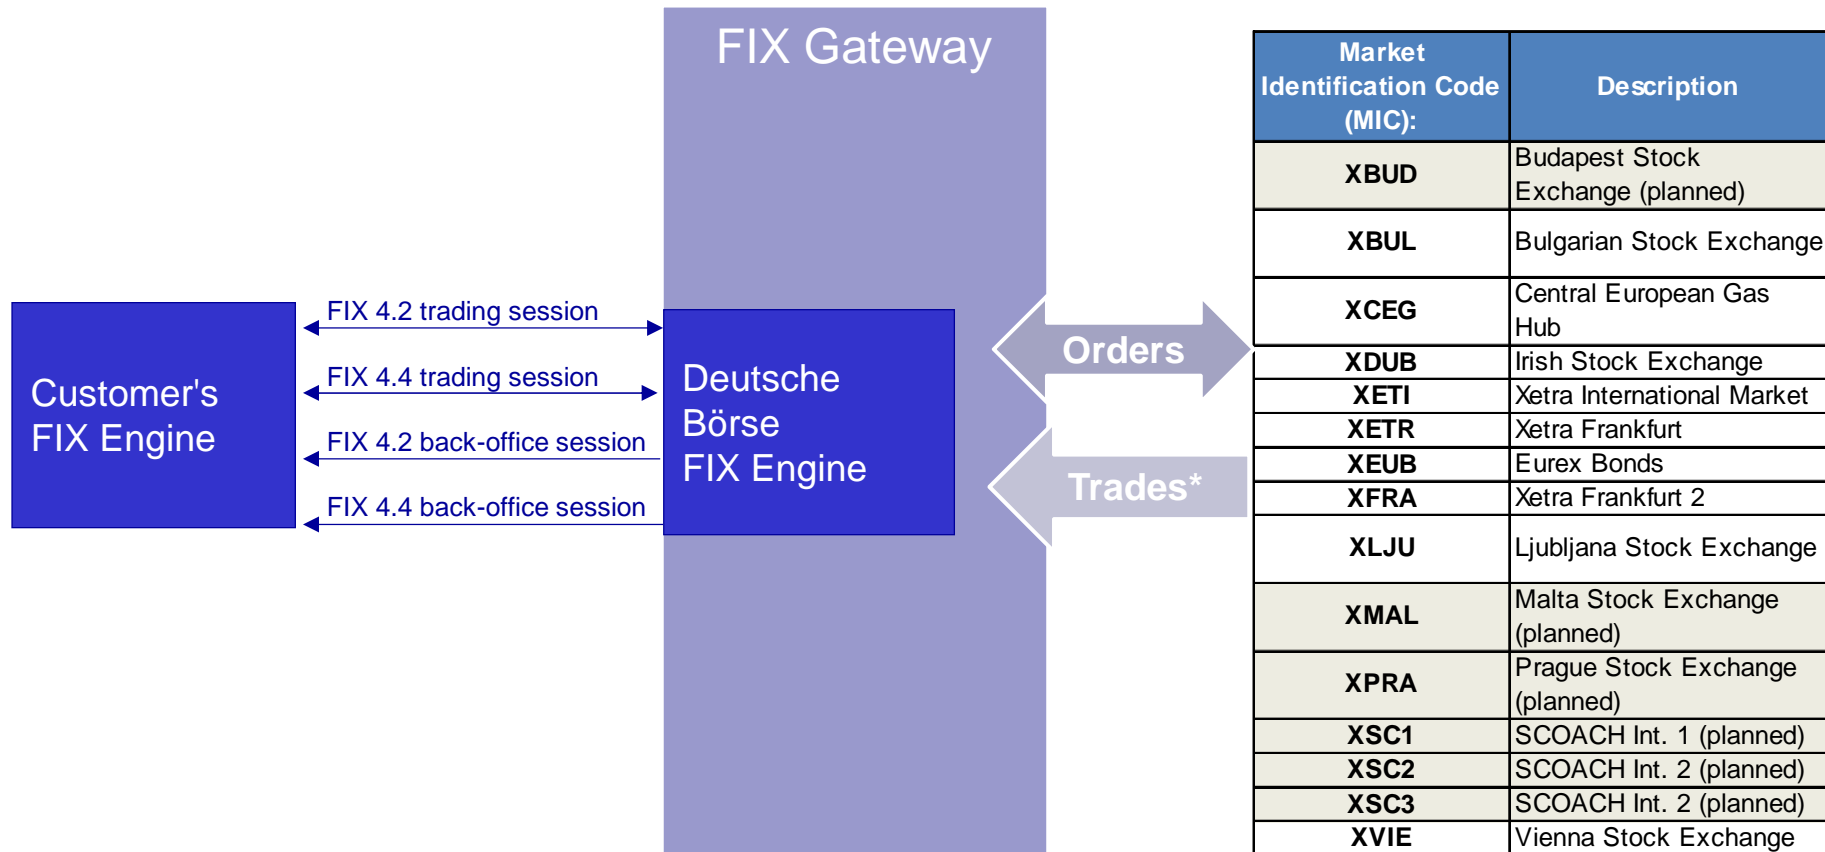 FIX Gateway
Customer's
FIX Engine
FIX 4.2 trading session
FIX 4.4 trading session
FIX 4.2 back-office session
FIX 4.4 back-office session
Deutsche
Börse
FIX Engine
Orders
Trades*
Market
Identification Code
(MIC):
Description
XBUD
Budapest Stock
Exchange (planned)
XBUL
Bulgarian Stock Exchange
XCEG
Central European Gas
Hub
XDUB
Irish Stock Exchange
XETI
Xetra International Market
XETR
Xetra Frankfurt
XEUB
Eurex Bonds
XFRA
Xetra Frankfurt 2
XLJU
Ljubljana Stock Exchange
XMAL
Malta Stock Exchange
(planned)
XPRA
Prague Stock Exchange
(planned)
XSC1
SCOACH Int. 1 (planned)
XSC2
SCOACH Int. 2 (planned)
XSC3
SCOACH Int. 2 (planned)
XVIE
Vienna Stock Exchange